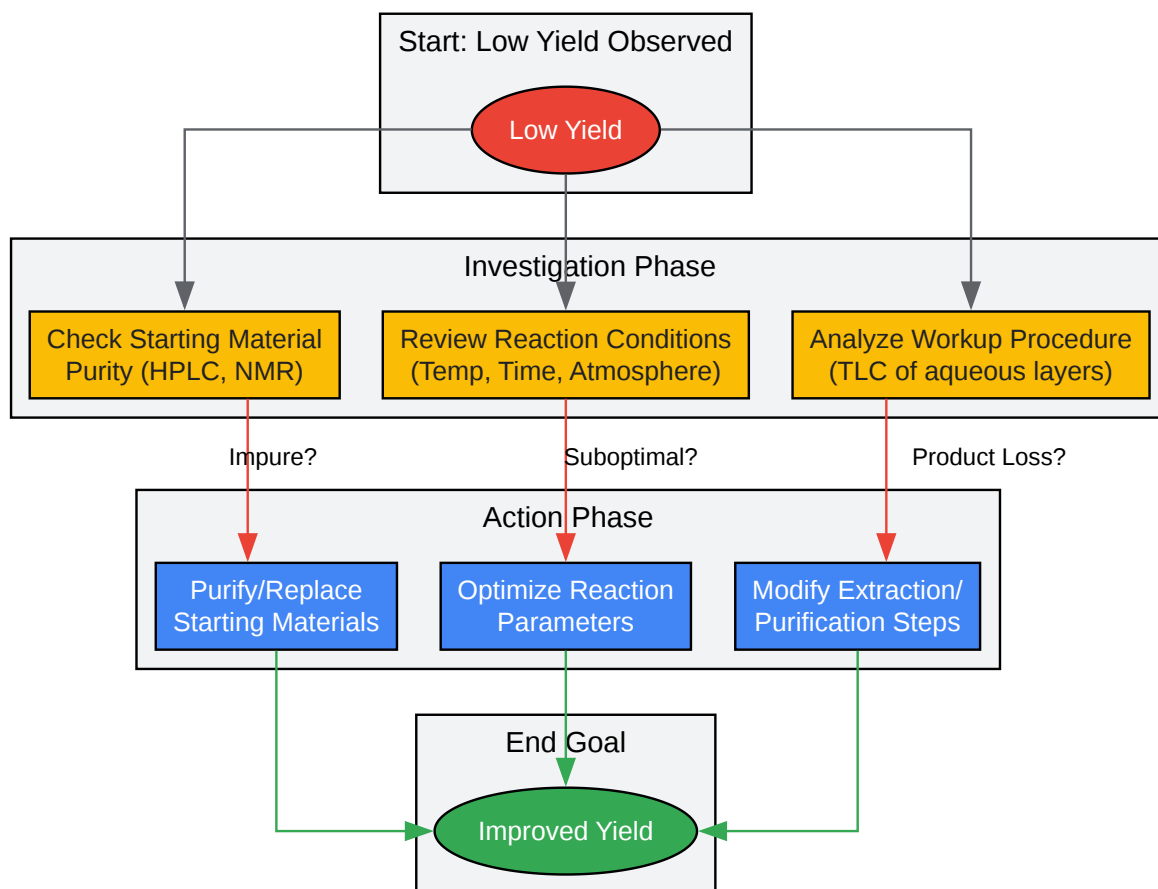 Start: Low Yield Observed
Low Yield
Investigation Phase
Check Starting Material
Purity (HPLC, NMR)
Review Reaction Conditions
(Temp, Time, Atmosphere)
Analyze Workup Procedure
(TLC of aqueous layers)
Impure?
Suboptimal?
Product Loss?
Action Phase
Purify/Replace
Starting Materials
Optimize Reaction
Parameters
Modify Extraction/
Purification Steps
End Goal
Improved Yield